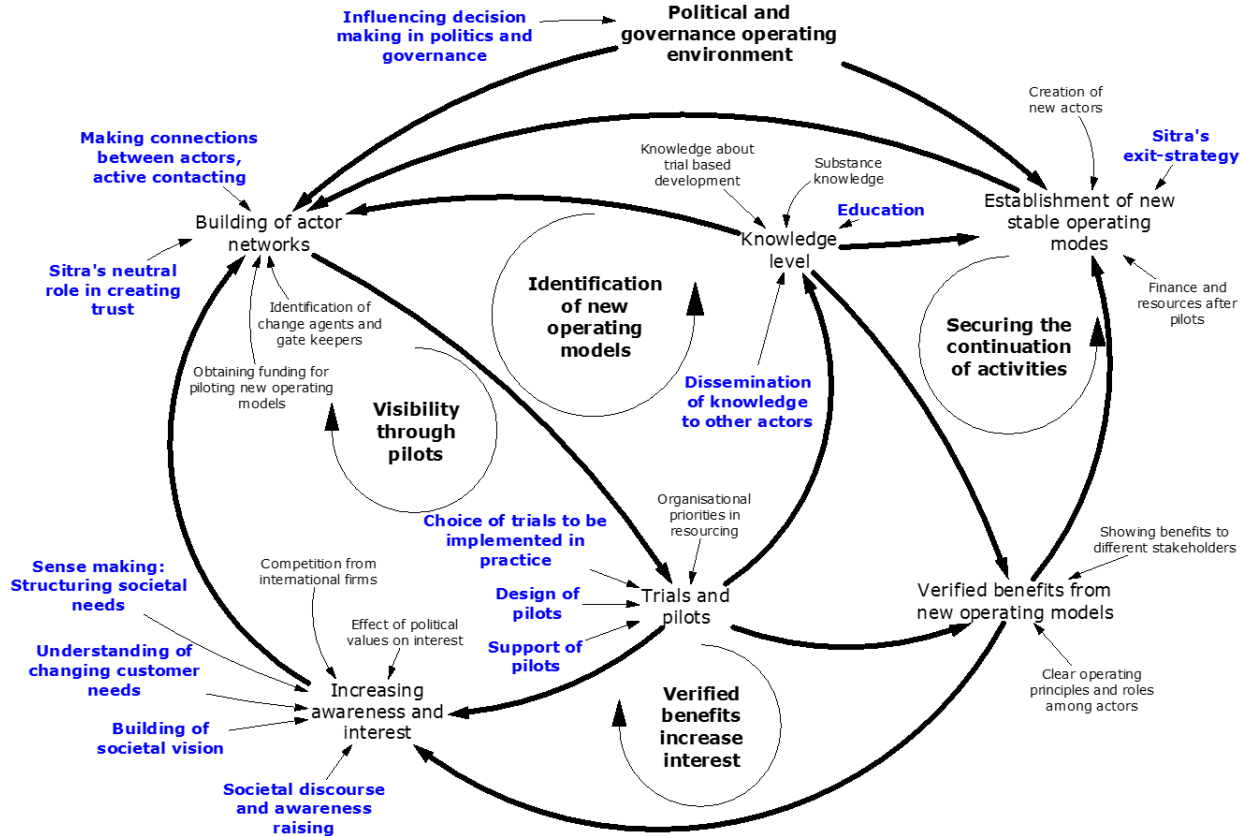 Influencing decision
making in politics and
governance
Political and
governance operating
environment
Creation of
new actors
Sitra's
exit-strategy
Making connections
between actors,
active contacting
Knowledge about
trial based
development
Substance
knowledge
Education
Establishment of new
stable operating
modes
Building of actor
networks
Knowledge
level
Sitra's neutral
role in creating
trust
Identification of
change agents and
gate keepers
Identification
of new
operating
models
Securing the
continuation
of activities
Finance and
resources after
pilots
Obtaining funding for
piloting new operating
models
Visibility
through
pilots
Dissemination
of knowledge
to other actors
Organisational
priorities in
resourcing
Choice of trials to be
implemented in
practice
Showing benefits to
different stakeholders
Sense making:
Structuring societal
needs
Competition from
international firms
Design of
pilots
Trials and
pilots
Verified benefits from
new operating models
Effect of political
values on interest
Support of
pilots
Understanding of
changing customer
needs
Increasing
awareness and
interest
Verified
benefits
increase
interest
Clear operating
principles and roles
among actors
Building of
societal vision
Societal discourse
and awareness
raising